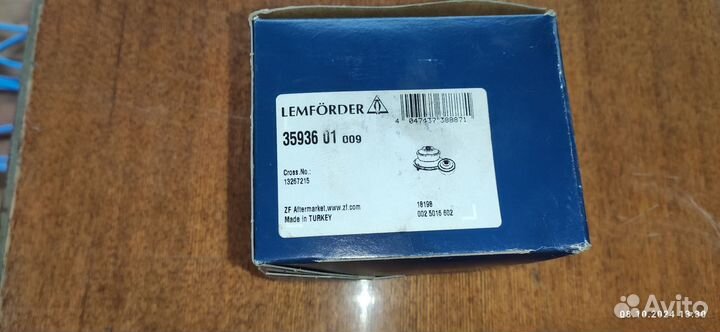 LEMFÖRDER
4 047437 388871
35936 01 009
Cross.No.:
13267215
ZF Aftermarket,www.zf.com
Made in TURKEY
18198
002 5016 602
Avito
08.10.2024 13:30